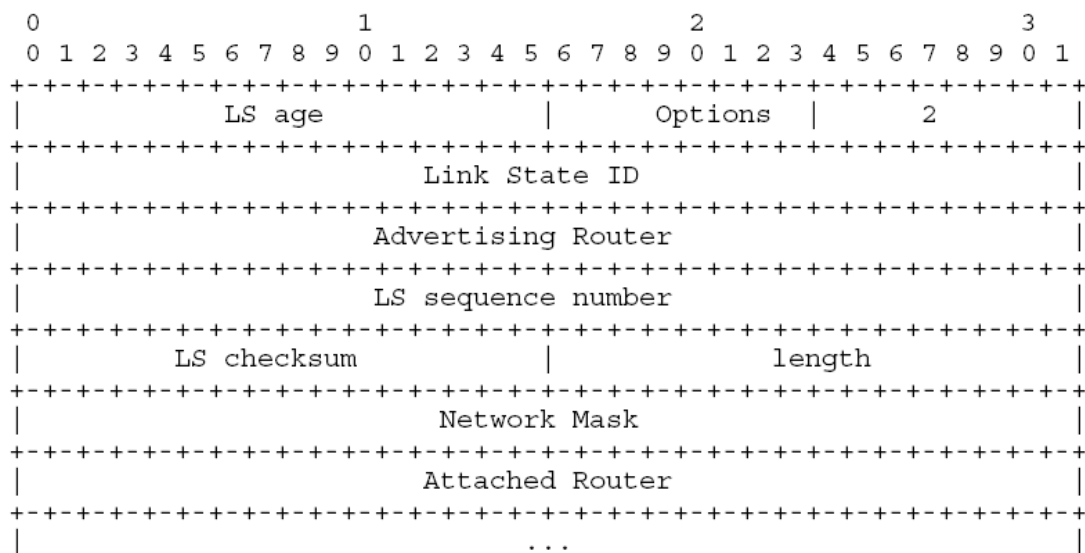 0                   1                   2                   3
0 1 2 3 4 5 6 7 8 9 0 1 2 3 4 5 6 7 8 9 0 1 2 3 4 5 6 7 8 9 0 1
+-+-+-+-+-+-+-+-+-+-+-+-+-+-+-+-+-+-+-+-+-+-+-+-+-+-+-+-+-+-+-+-+
| LS age | Options | 2 |
+-+-+-+-+-+-+-+-+-+-+-+-+-+-+-+-+-+-+-+-+-+-+-+-+-+-+-+-+-+-+-+-+
| Link State ID |
+-+-+-+-+-+-+-+-+-+-+-+-+-+-+-+-+-+-+-+-+-+-+-+-+-+-+-+-+-+-+-+-+
| Advertising Router |
+-+-+-+-+-+-+-+-+-+-+-+-+-+-+-+-+-+-+-+-+-+-+-+-+-+-+-+-+-+-+-+-+
| LS sequence number |
+-+-+-+-+-+-+-+-+-+-+-+-+-+-+-+-+-+-+-+-+-+-+-+-+-+-+-+-+-+-+-+-+
| LS checksum | length |
+-+-+-+-+-+-+-+-+-+-+-+-+-+-+-+-+-+-+-+-+-+-+-+-+-+-+-+-+-+-+-+-+
| Network Mask |
+-+-+-+-+-+-+-+-+-+-+-+-+-+-+-+-+-+-+-+-+-+-+-+-+-+-+-+-+-+-+-+-+
| Attached Router |
+-+-+-+-+-+-+-+-+-+-+-+-+-+-+-+-+-+-+-+-+-+-+-+-+-+-+-+-+-+-+-+-+
| ... |